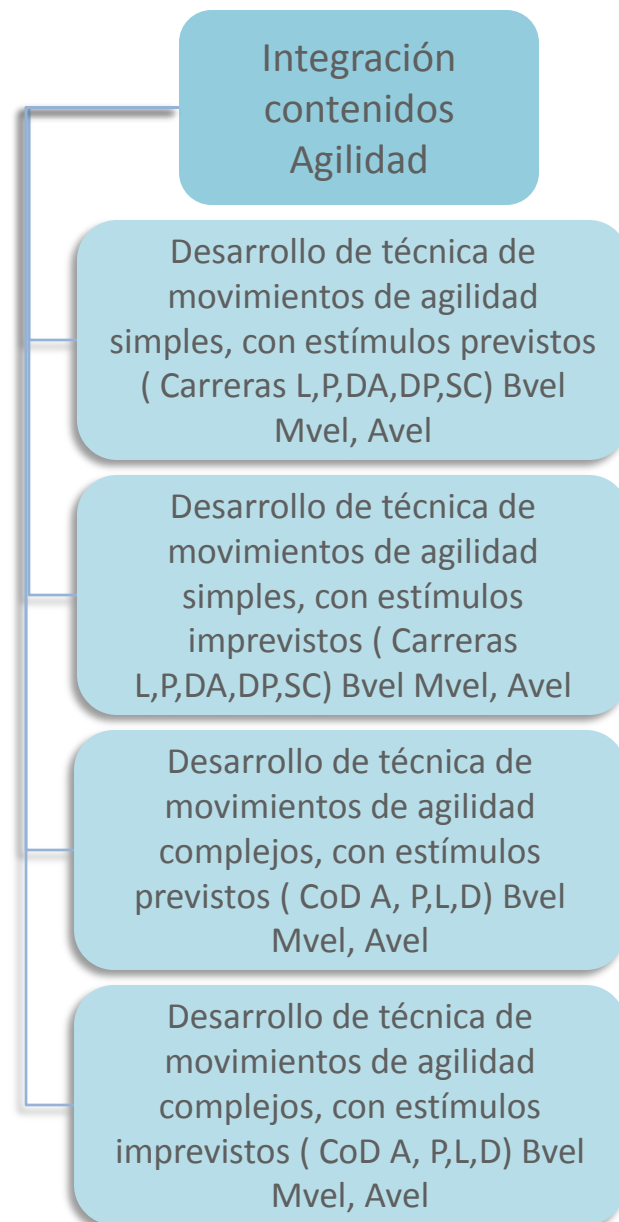 Integración
contenidos
Agilidad
Desarrollo de técnica de
movimientos de agilidad
simples, con estímulos previstos
( Carreras L,P,DA,DP,SC) Bvel
Mvel, Avel
Desarrollo de técnica de
movimientos de agilidad
simples, con estímulos
imprevistos ( Carreras
L,P,DA,DP,SC) Bvel Mvel, Avel
Desarrollo de técnica de
movimientos de agilidad
complejos, con estímulos
previstos ( CoD A, P,L,D) Bvel
Mvel, Avel
Desarrollo de técnica de
movimientos de agilidad
complejos, con estímulos
imprevistos ( CoD A, P,L,D) Bvel
Mvel, Avel